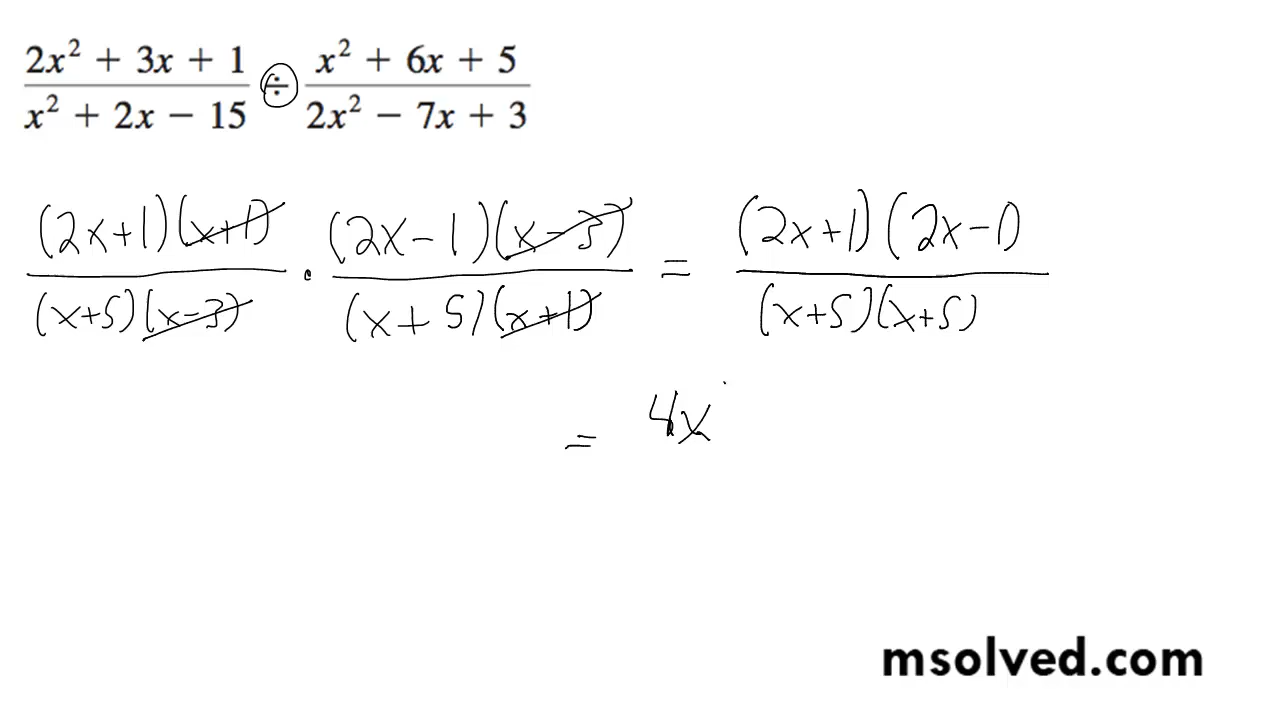 2x² + 3x + 1 / x² + 2x − 15 ÷ x² + 6x + 5 / 2x² − 7x + 3
(2x+1)(x+1) / (x+5)(x−3) · (2x−1)(x−3) / (x+5)(x+1) = (2x+1)(2x−1) / (x+5)(x+5)
= 4x
msolved.com